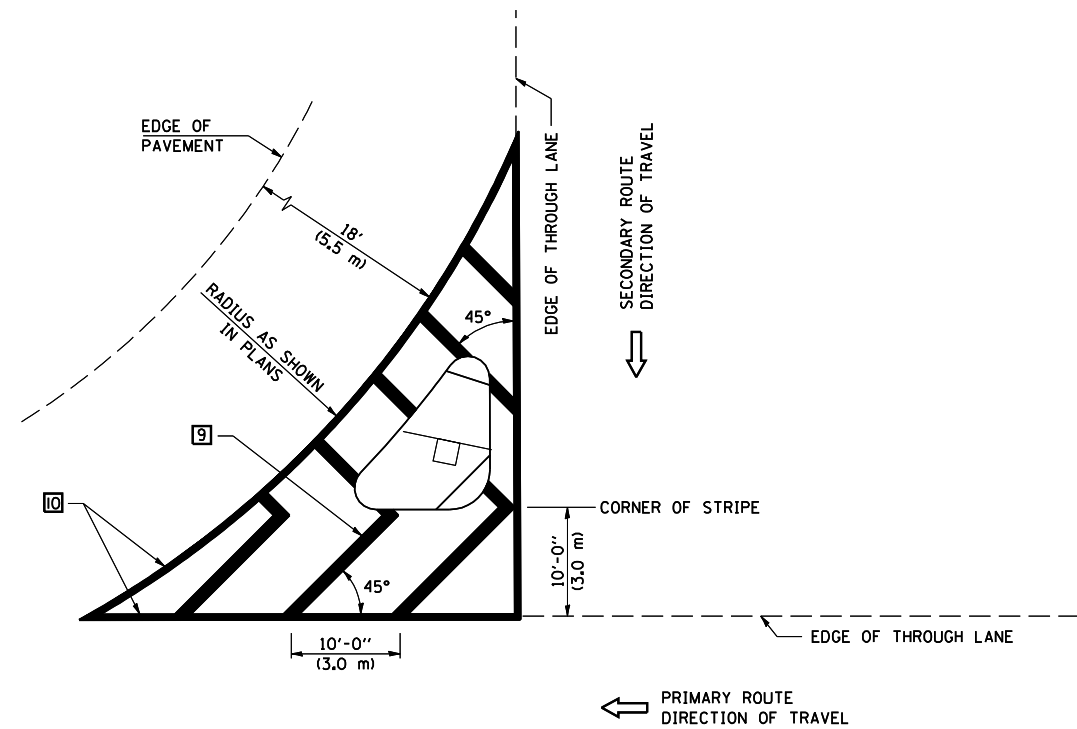 EDGE OF
PAVEMENT
18'
(5.5 m)
RADIUS AS SHOWN
IN PLANS
EDGE OF THROUGH LANE
SECONDARY ROUTE
DIRECTION OF TRAVEL
45°
9
10
CORNER OF STRIPE
10'-0"
(3.0 m)
45°
10'-0"
(3.0 m)
EDGE OF THROUGH LANE
PRIMARY ROUTE
DIRECTION OF TRAVEL